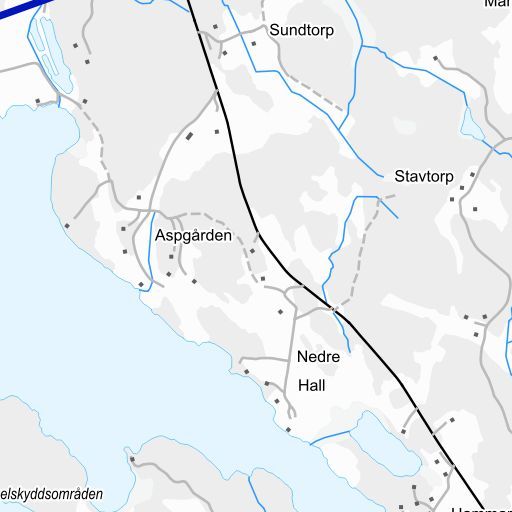 Sundtorp
Stavtorp
Aspgården
Nedre
Hall
elskyddsområden